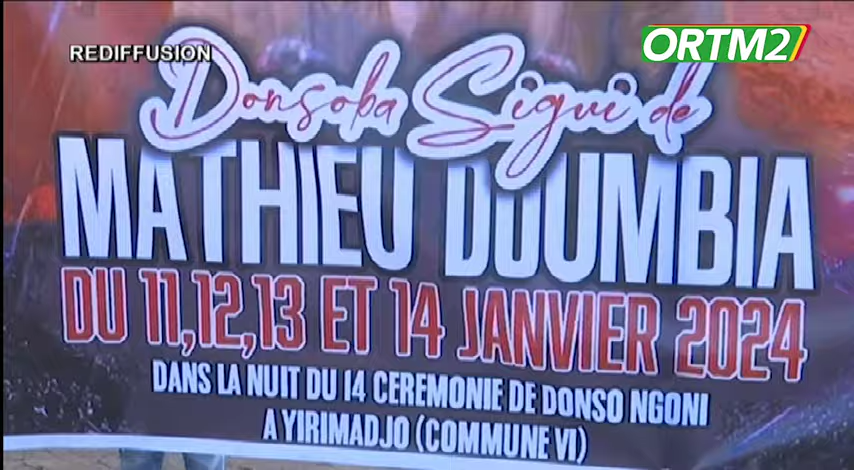 REDIFFUSION
ORTM2
Donsoba Sigui de
MATHIEU DOUMBIA
DU 11,12,13 ET 14 JANVIER 2024
DANS LA NUIT DU 14 CEREMONIE DE DONSO NGONI
A YIRIMADJO (COMMUNE VI)